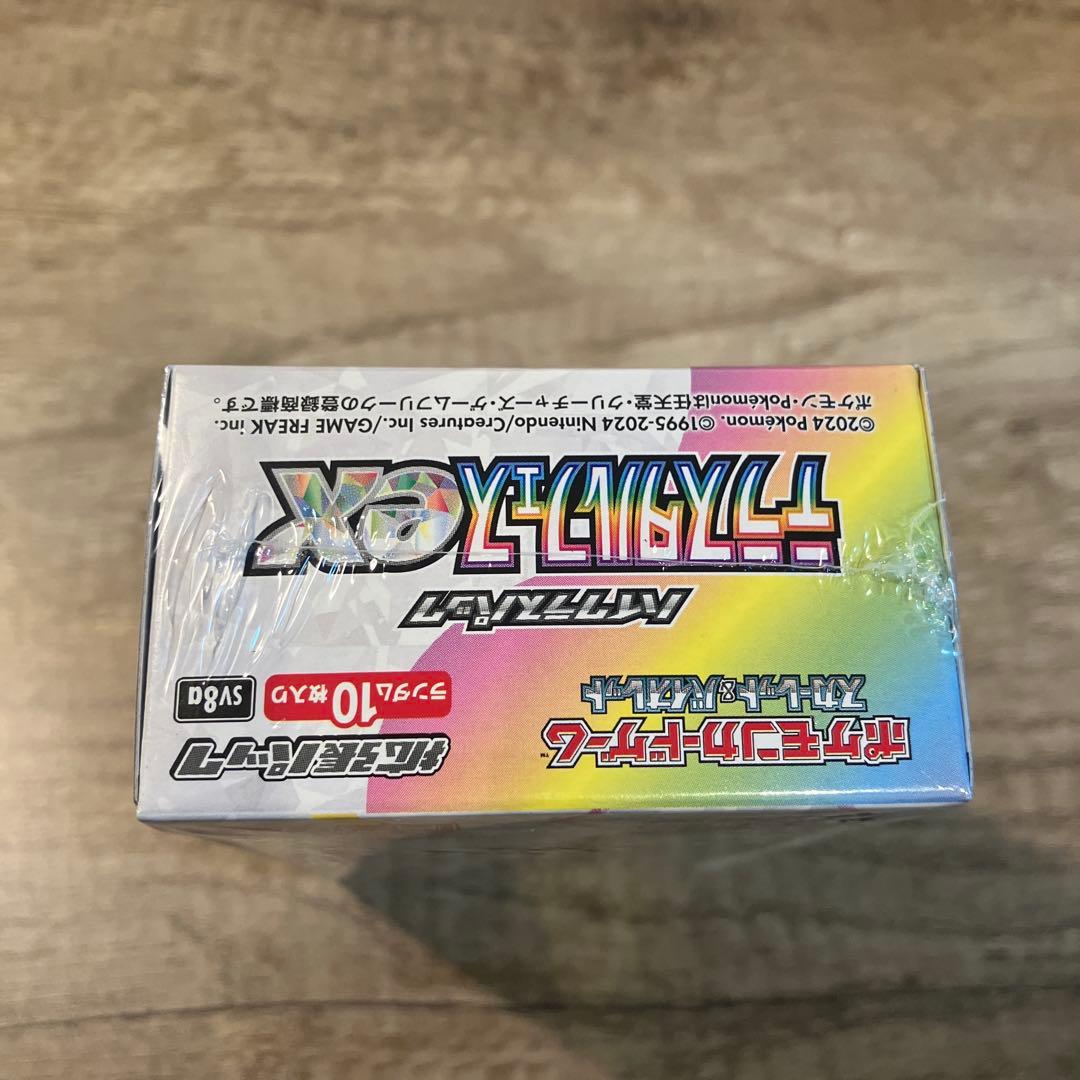 ポケモンカードゲーム™
スカーレット&バイオレット
拡張パック
ランダム10枚入り
SV8a
ハイクラスパック
テラスタルフェスex
©2024 Pokémon. ©1995-2024 Nintendo/Creatures Inc./GAME FREAK inc.
ポケモン・Pokémonは任天堂・クリーチャーズ・ゲームフリークの登録商標です。